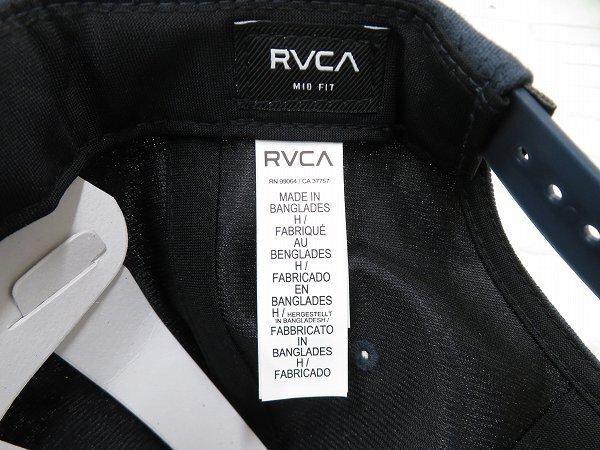 RVCA
MID FIT
RVCA
RN 99064 / CA 37757
MADE IN
BANGLADES
H /
FABRIQUÉ
AU
BENGLADES
H /
FABRICADO
EN
BANGLADES
H / HERGESTELLT
IN BANGLADESH /
FABBRICATO
IN
BANGLADES
H /
FABRICADO